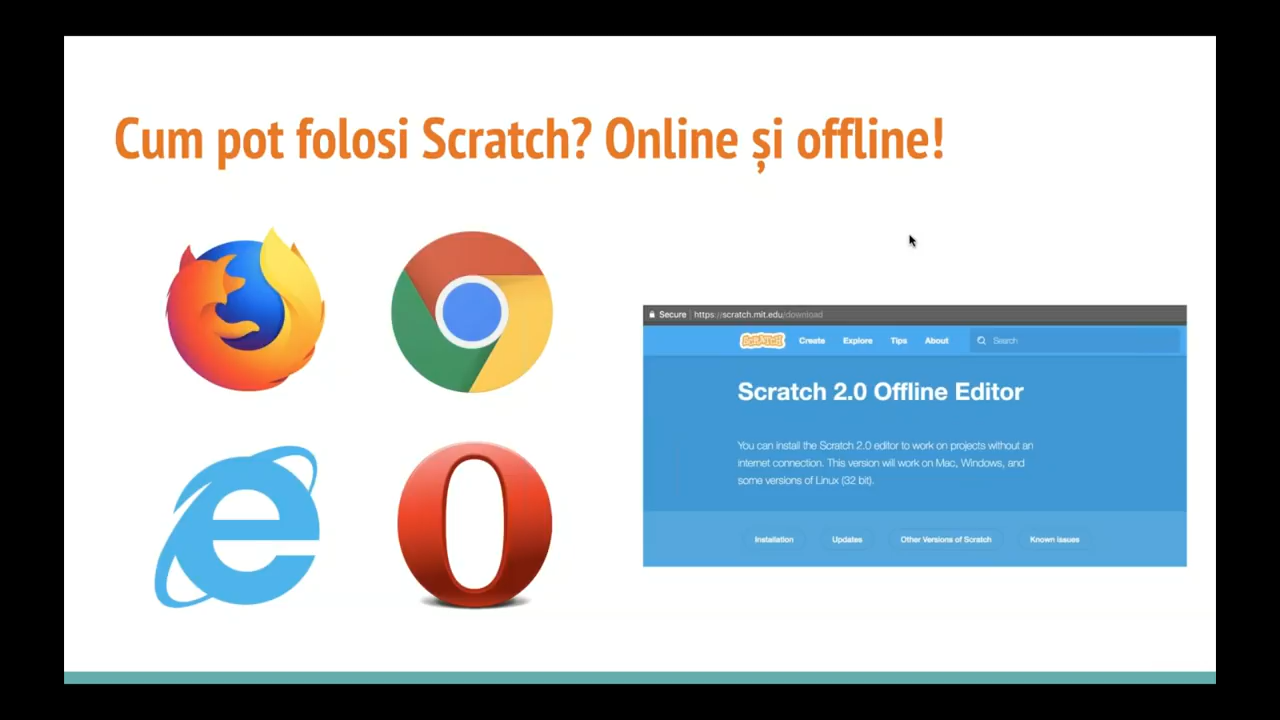 Cum pot folosi Scratch? Online și offline!
Secure | https://scratch.mit.edu/download
SCRATCH Create Explore Tips About Search
Scratch 2.0 Offline Editor
You can install the Scratch 2.0 editor to work on projects without an
internet connection. This version will work on Mac, Windows, and
some versions of Linux (32 bit).
Installation Updates Other Versions of Scratch Known Issues